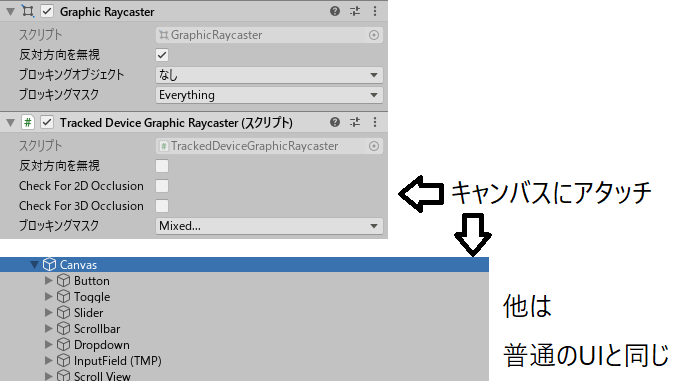 Graphic Raycaster
スクリプト GraphicRaycaster
反対方向を無視
ブロッキングオブジェクト なし
ブロッキングマスク Everything
Tracked Device Graphic Raycaster (スクリプト)
スクリプト TrackedDeviceGraphicRaycaster
反対方向を無視
Check For 2D Occlusion
Check For 3D Occlusion
ブロッキングマスク Mixed...
キャンバスにアタッチ
Canvas
Button
Toggle
Slider
Scrollbar
Dropdown
InputField (TMP)
Scroll View
他は
普通のUIと同じ